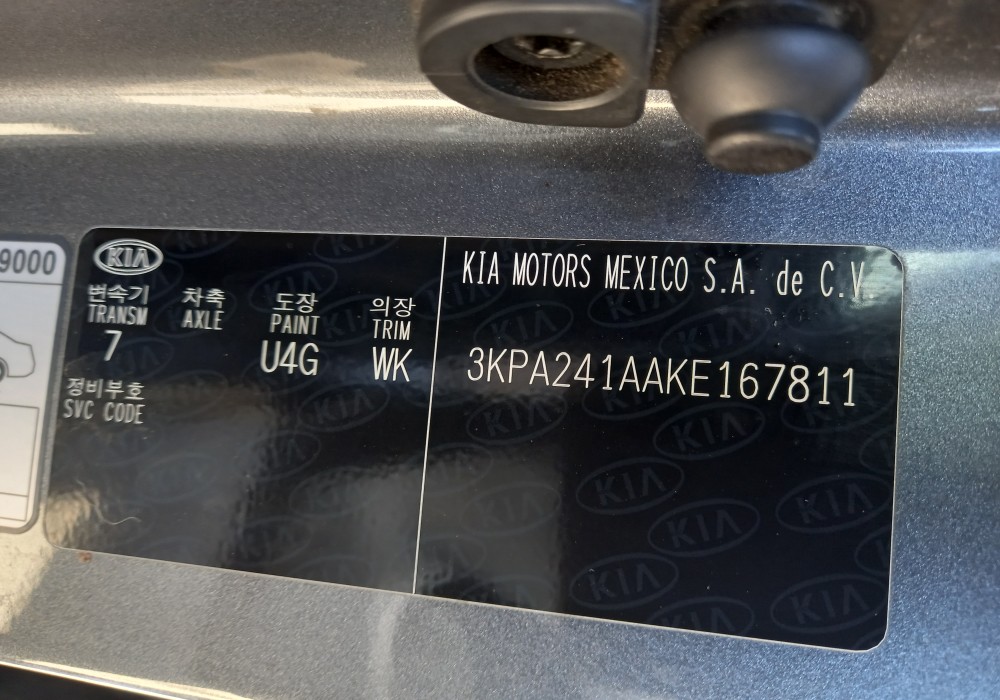 9000
KIA
변속기 차축 도장 의장
TRANSM AXLE PAINT TRIM
7 U4G WK
정비부호
SVC CODE
KIA MOTORS MEXICO S.A. de C.V
3KPA241AAKE167811